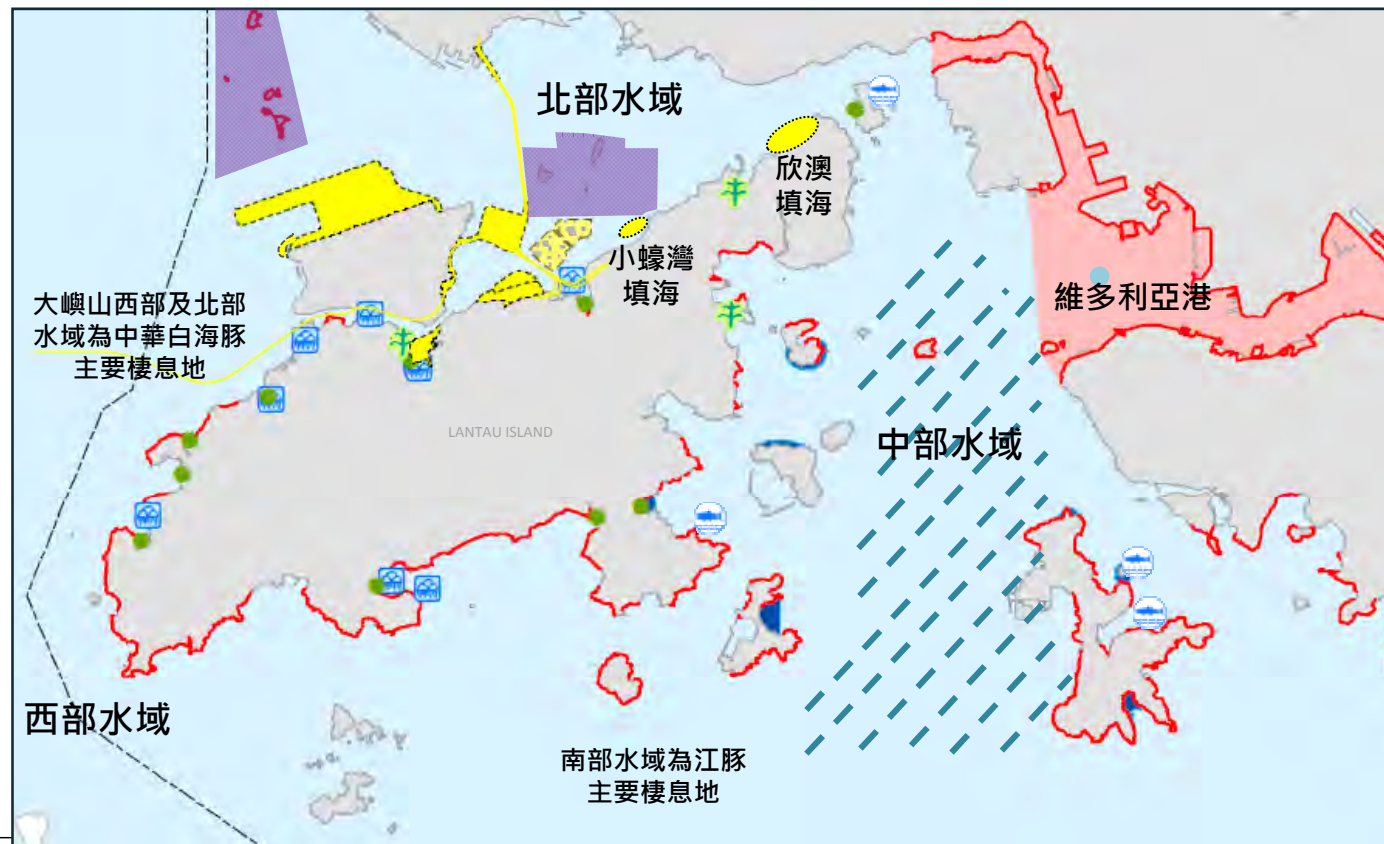 北部水域
欣澳
填海
小蠔灣
填海
大嶼山西部及北部
水域為中華白海豚
主要棲息地
維多利亞港
LANTAU ISLAND
中部水域
西部水域
南部水域為江豚
主要棲息地